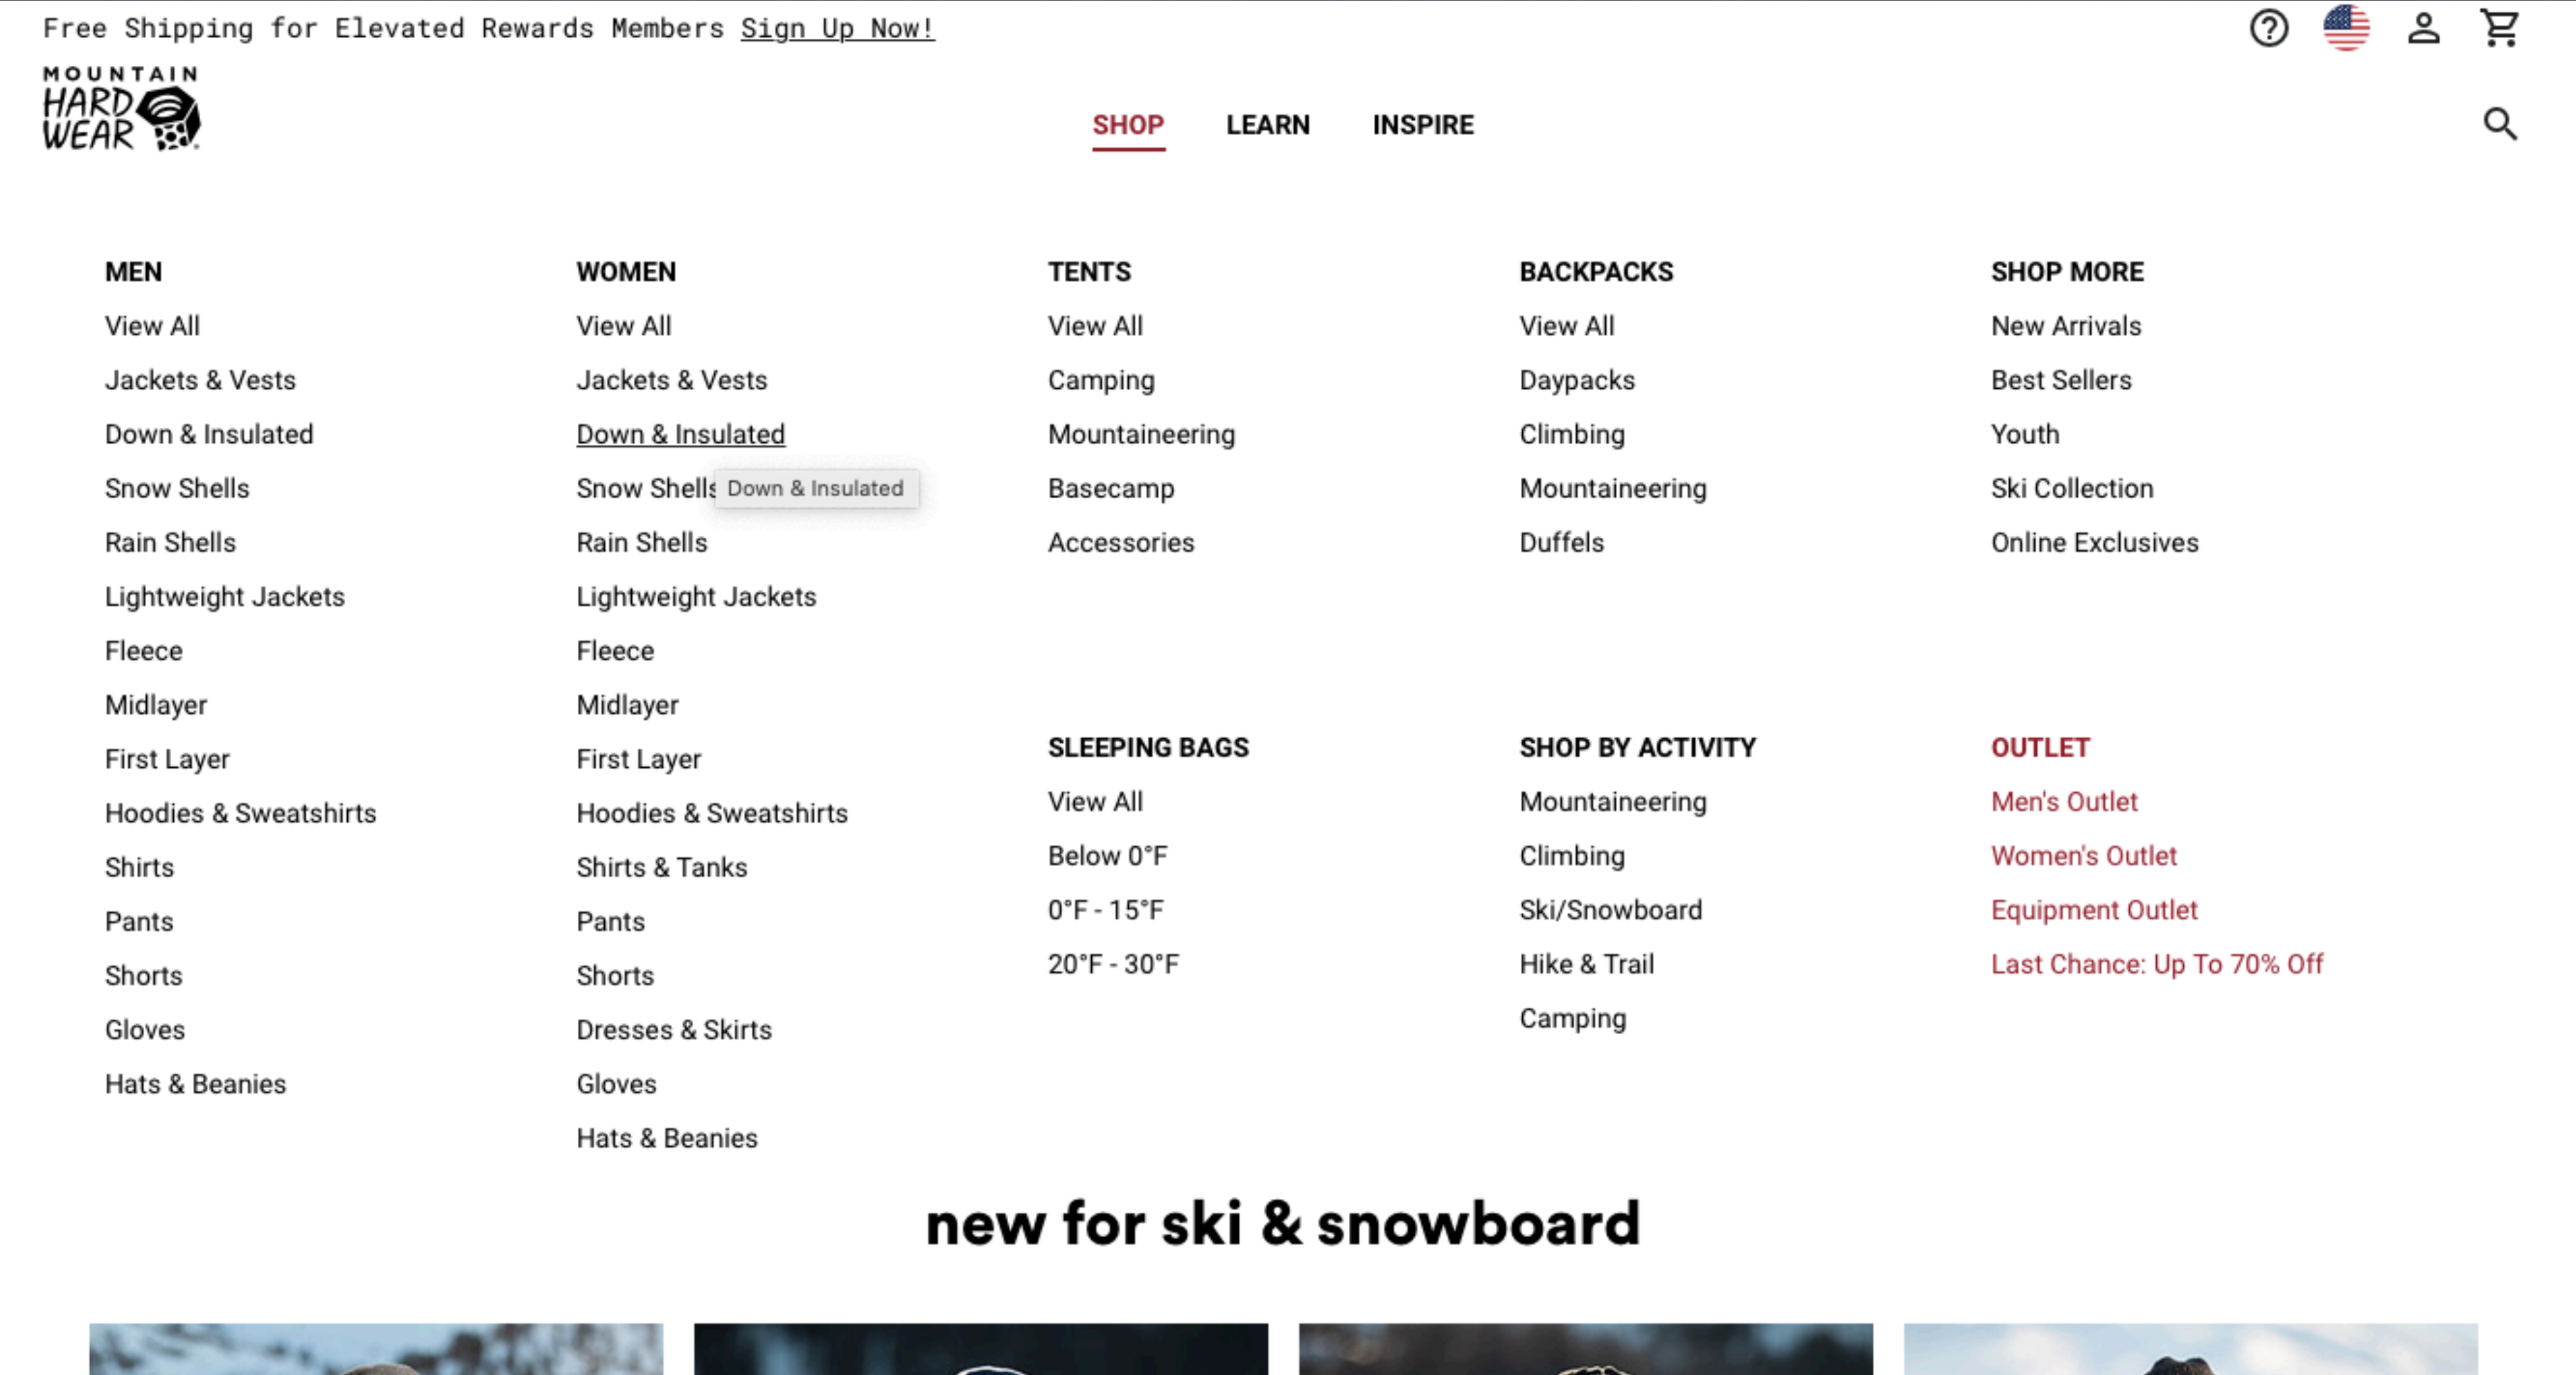 Free Shipping for Elevated Rewards Members Sign Up Now!
MOUNTAIN
HARD
WEAR
SHOP
LEARN
INSPIRE
MEN
View All
Jackets & Vests
Down & Insulated
Snow Shells
Rain Shells
Lightweight Jackets
Fleece
Midlayer
First Layer
Hoodies & Sweatshirts
Shirts
Pants
Shorts
Gloves
Hats & Beanies
WOMEN
View All
Jackets & Vests
Down & Insulated
Snow Shells
Down & Insulated
Rain Shells
Lightweight Jackets
Fleece
Midlayer
First Layer
Hoodies & Sweatshirts
Shirts & Tanks
Pants
Shorts
Dresses & Skirts
Gloves
Hats & Beanies
TENTS
View All
Camping
Mountaineering
Basecamp
Accessories
SLEEPING BAGS
View All
Below 0°F
0°F - 15°F
20°F - 30°F
BACKPACKS
View All
Daypacks
Climbing
Mountaineering
Duffels
SHOP BY ACTIVITY
Mountaineering
Climbing
Ski/Snowboard
Hike & Trail
Camping
SHOP MORE
New Arrivals
Best Sellers
Youth
Ski Collection
Online Exclusives
OUTLET
Men's Outlet
Women's Outlet
Equipment Outlet
Last Chance: Up To 70% Off
new for ski & snowboard